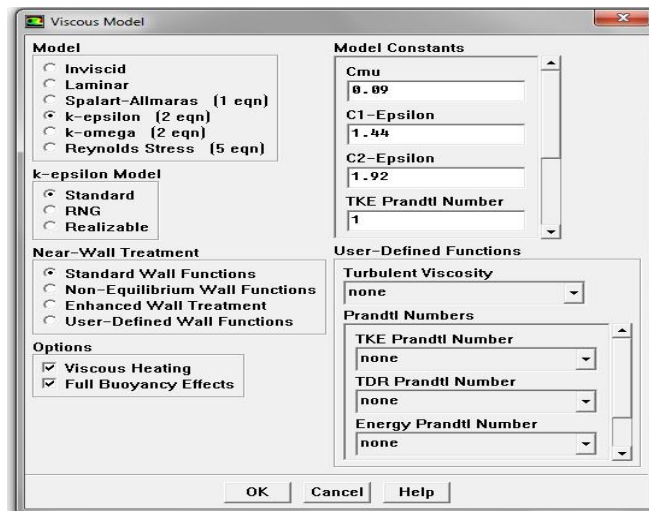 Viscous Model
Model
Inviscid
Laminar
Spalart-Allmaras (1 eqn)
k-epsilon (2 eqn)
k-omega (2 eqn)
Reynolds Stress (5 eqn)
k-epsilon Model
Standard
RNG
Realizable
Near-Wall Treatment
Standard Wall Functions
Non-Equilibrium Wall Functions
Enhanced Wall Treatment
User-Defined Wall Functions
Options
Viscous Heating
Full Buoyancy Effects
Model Constants
Cmu
0.09
C1-Epsilon
1.44
C2-Epsilon
1.92
TKE Prandtl Number
1
User-Defined Functions
Turbulent Viscosity
none
Prandtl Numbers
TKE Prandtl Number
none
TDR Prandtl Number
none
Energy Prandtl Number
none
OK Cancel Help